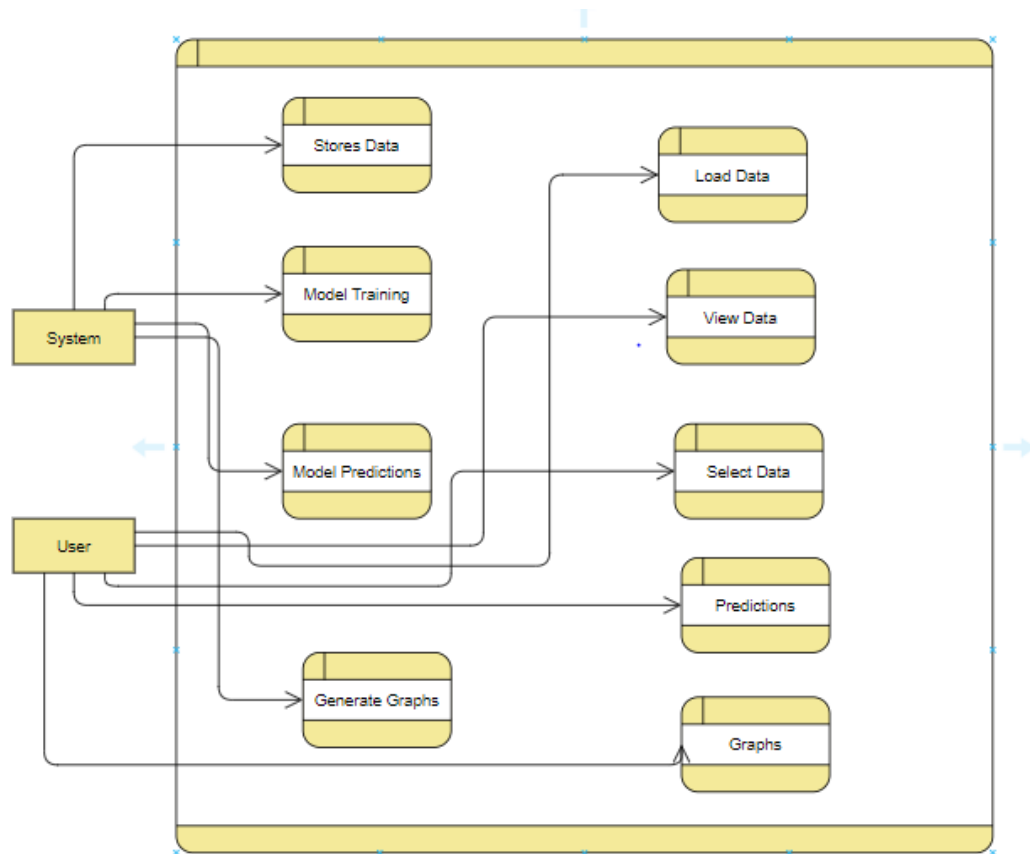 Stores Data
Load Data
Model Training
View Data
System
Model Predictions
Select Data
User
Predictions
Generate Graphs
Graphs